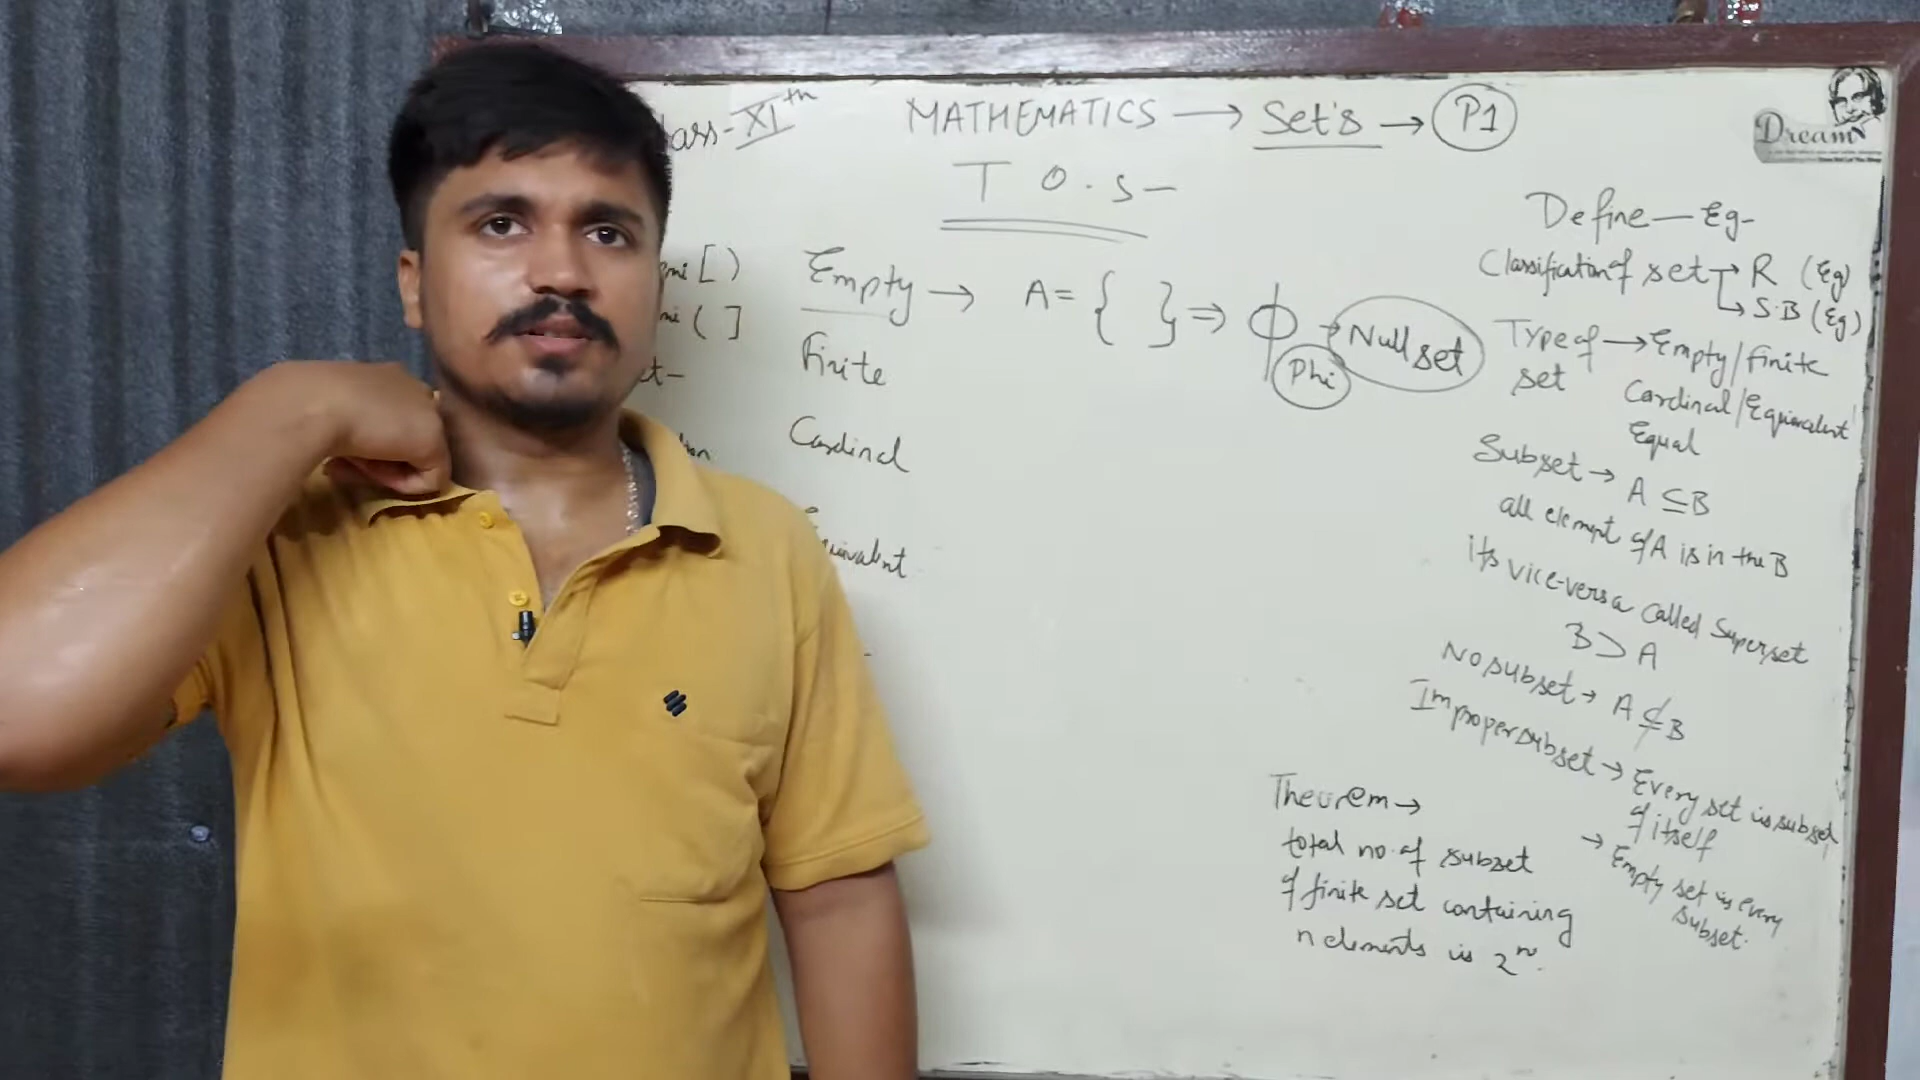 XIth MATHEMATICS → Set's → P1
T O.S-
[ )
( ]
Empty → A = { } ⇒ ϕ → Null set
Phi
Finite
Cardinal
Define - Eg-
Classification of set → R (Eg)
→ S.B (Eg)
Type of set → Empty/finite
Cardinal/Equivalent
Equal
Subset → A ⊆ B
all element of A is in the B
its vice-versa called Superset
B ⊃ A
No subset → A ⊄ B
Improper subset → Every set is subset
of itself
→ Empty set is every
subset.
Theorem →
total no. of subset
of finite set containing
n elements is 2ⁿ.
Dream